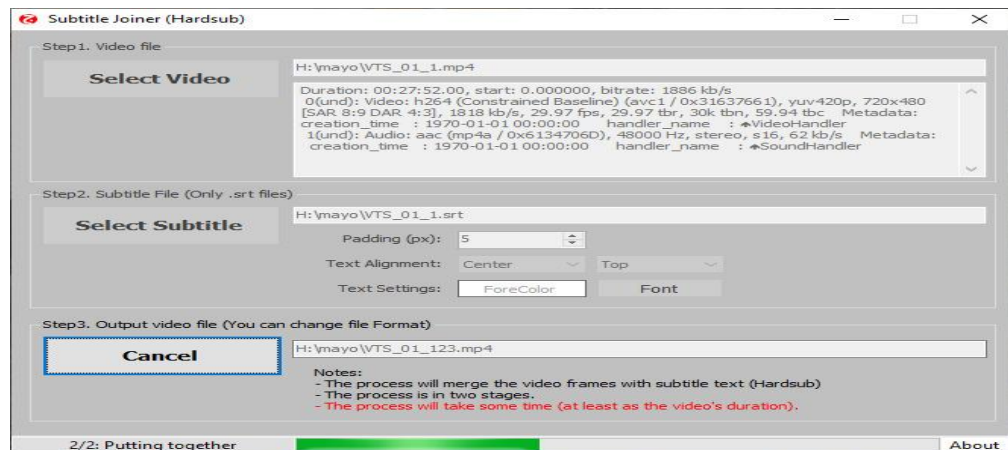 Subtitle Joiner (Hardsub)
Step1. Video file
Select Video
H:\mayo\VTS_01_1.mp4
Duration: 00:27:52.00, start: 0.000000, bitrate: 1886 kb/s
0(und): Video: h264 (Constrained Baseline) (avc1 / 0x31637661), yuv420p, 720x480
[SAR 8:9 DAR 4:3], 1818 kb/s, 29.97 fps, 29.97 tbr, 30k tbn, 59.94 tbc Metadata:
creation_time : 1970-01-01 00:00:00 handler_name : ♠VideoHandler
1(und): Audio: aac (mp4a / 0x6134706D), 48000 Hz, stereo, s16, 62 kb/s Metadata:
creation_time : 1970-01-01 00:00:00 handler_name : ♠SoundHandler
Step2. Subtitle File (Only .srt files)
Select Subtitle
H:\mayo\VTS_01_1.srt
Padding (px): 5
Text Alignment: Center Top
Text Settings: ForeColor Font
Step3. Output video file (You can change file Format)
Cancel
H:\mayo\VTS_01_123.mp4
Notes:
- The process will merge the video frames with subtitle text (Hardsub)
- The process is in two stages.
- The process will take some time (at least as the video's duration).
2/2: Putting together About